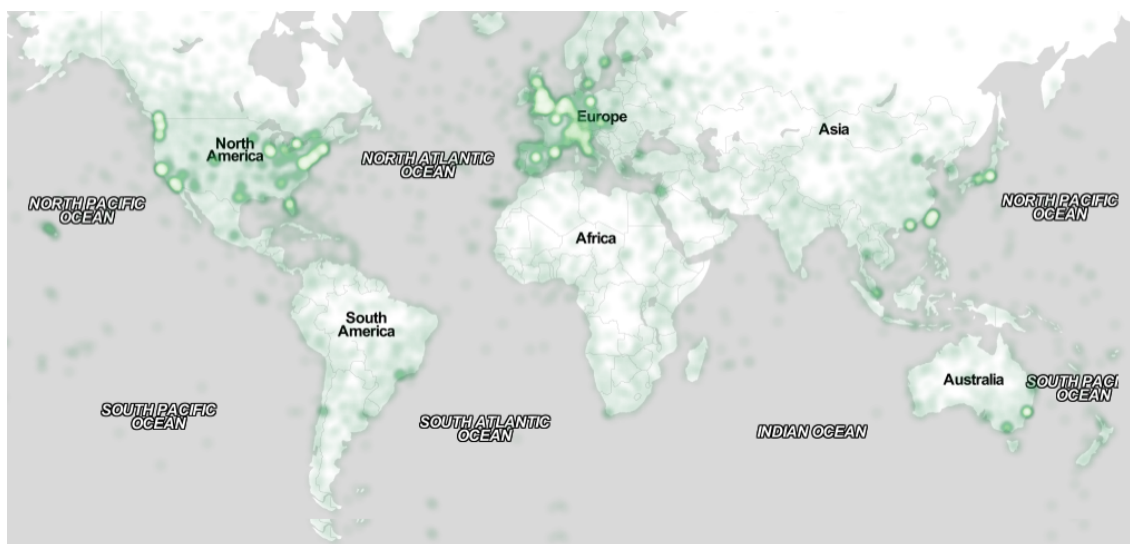 Europe
Asia
North
America
NORTH ATLANTIC
OCEAN
NORTH PACIFIC
OCEAN
NORTH PACIFIC
OCEAN
Africa
South
America
Australia
SOUTH PACI
OCEAN
SOUTH PACIFIC
OCEAN
SOUTH ATLANTIC
OCEAN
INDIAN OCEAN